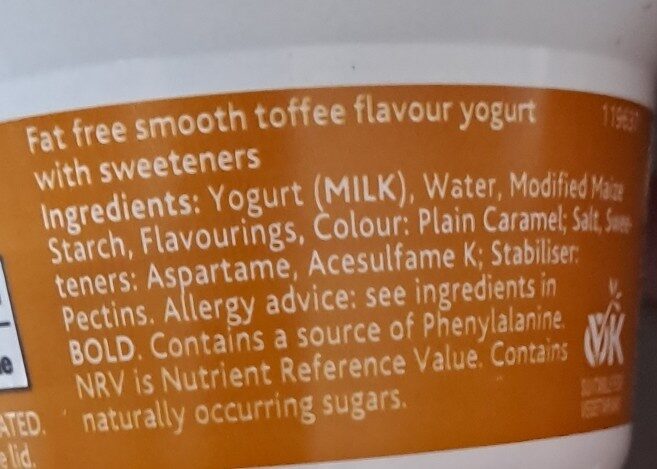 Fat free smooth toffee flavour yogurt
with sweeteners
Ingredients: Yogurt (MILK), Water, Modified Maize
Starch, Flavourings, Colour: Plain Caramel; Salt, Swee-
teners: Aspartame, Acesulfame K; Stabiliser:
Pectins. Allergy advice: see ingredients in
BOLD. Contains a source of Phenylalanine.
NRV is Nutrient Reference Value. Contains
naturally occurring sugars.
ATED.
e lid.